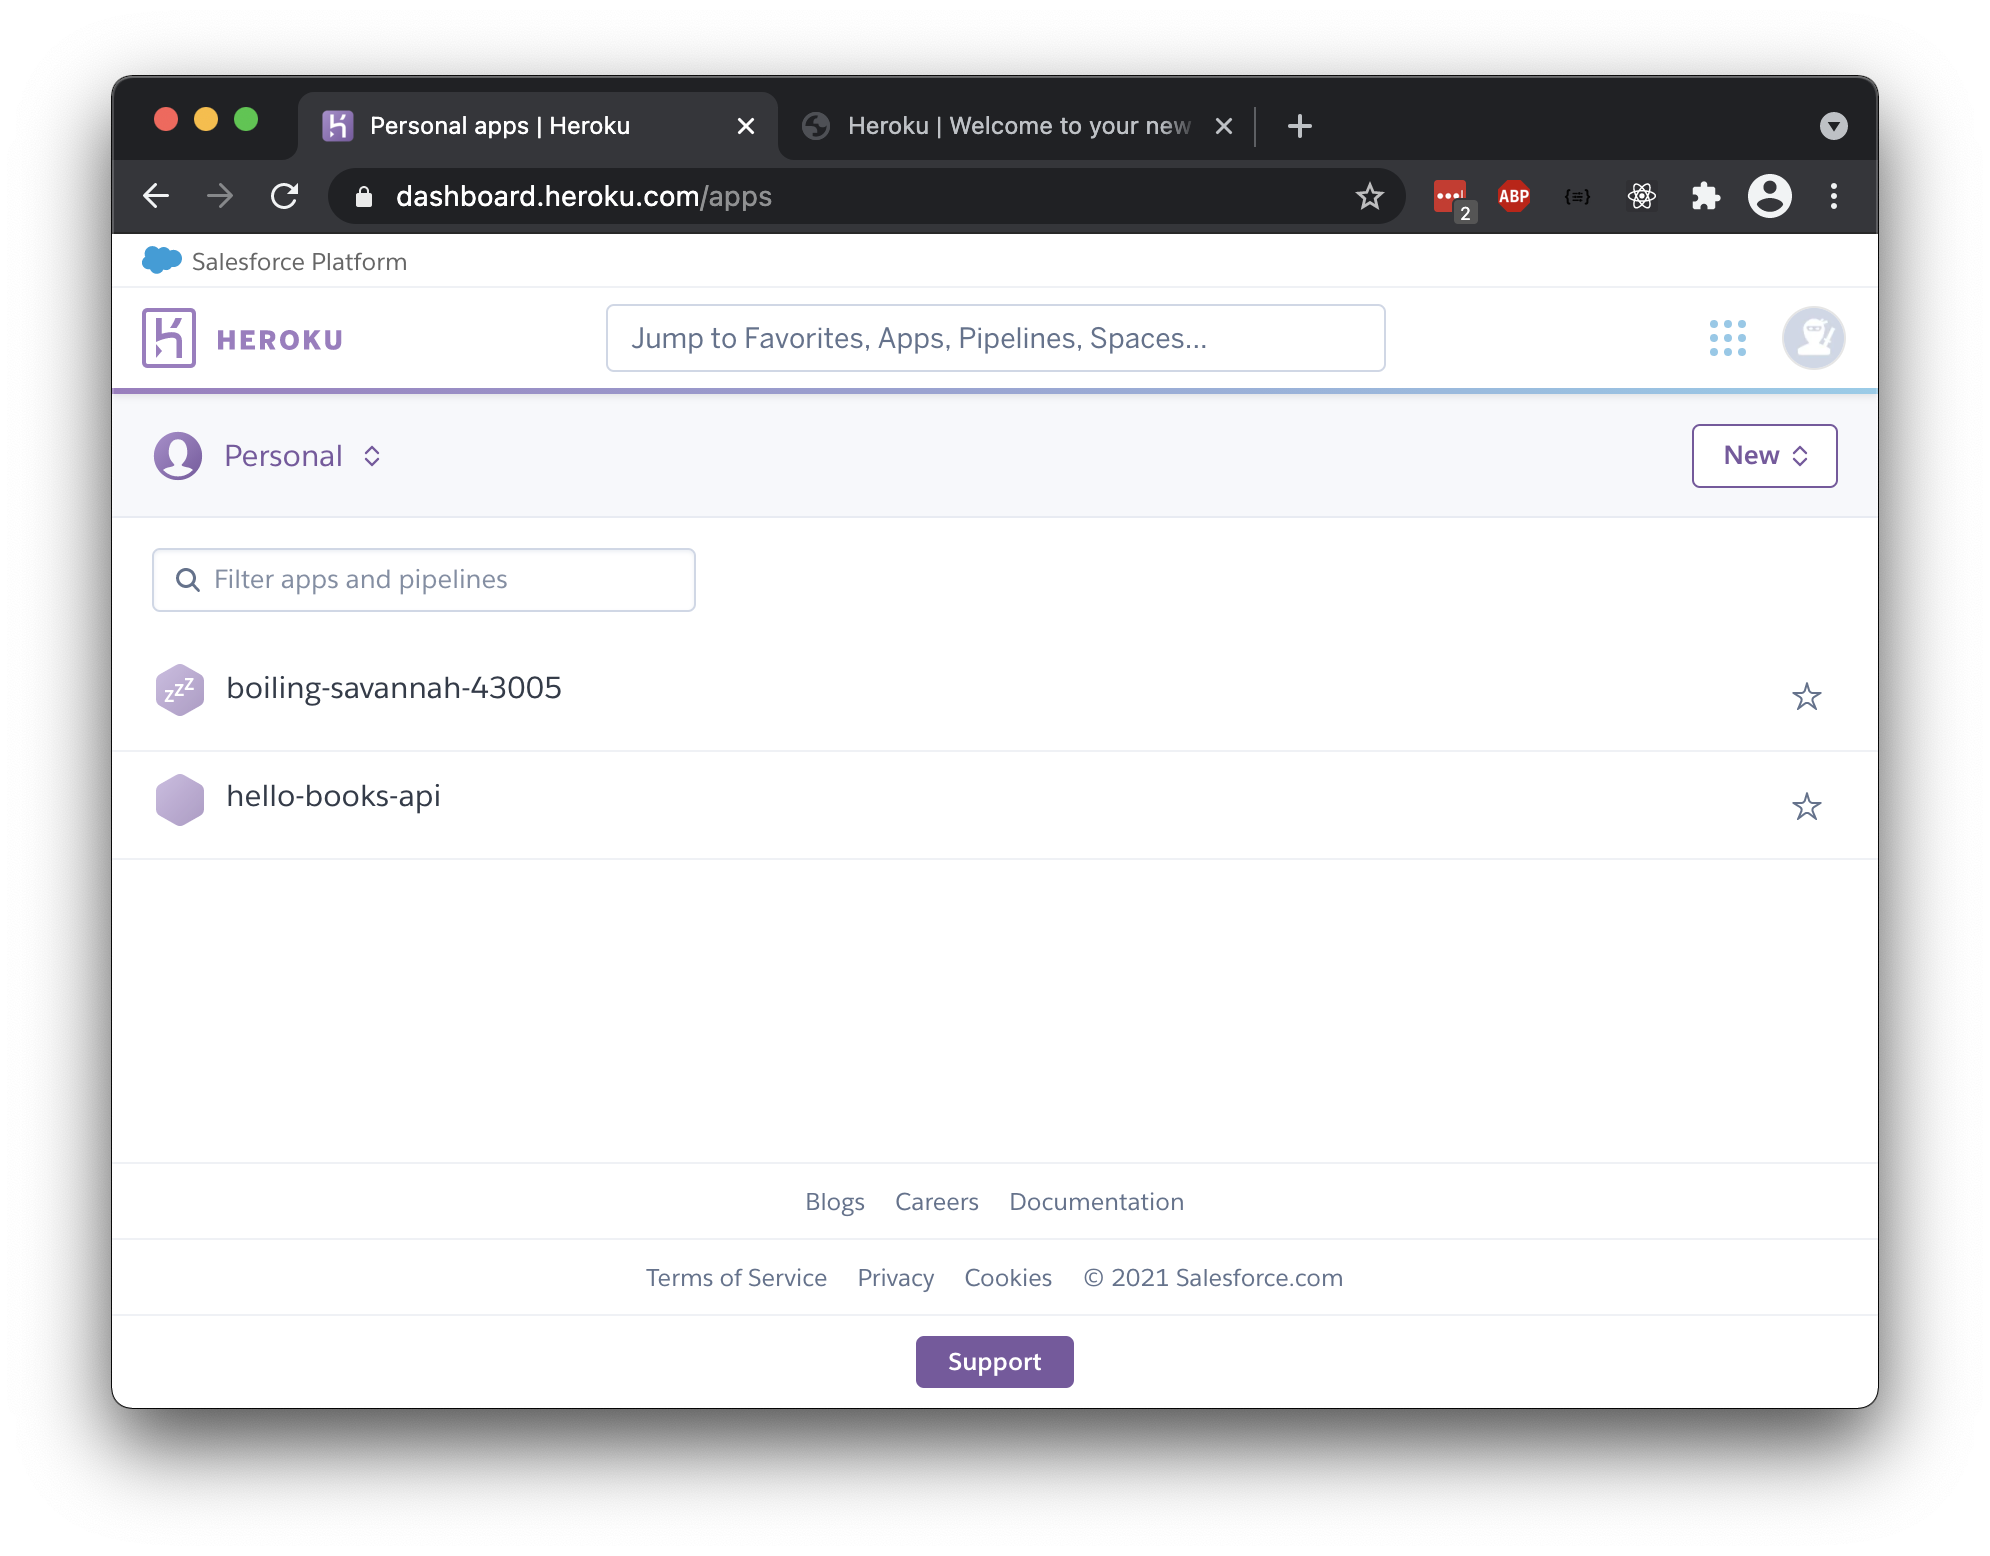 Personal apps | Heroku
Heroku | Welcome to your new
dashboard.heroku.com/apps
2
ABP
{≡}
Salesforce Platform
HEROKU
Jump to Favorites, Apps, Pipelines, Spaces...
Personal
New
Filter apps and pipelines
zzz
boiling-savannah-43005
hello-books-api
Blogs Careers Documentation
Terms of Service Privacy Cookies © 2021 Salesforce.com
Support